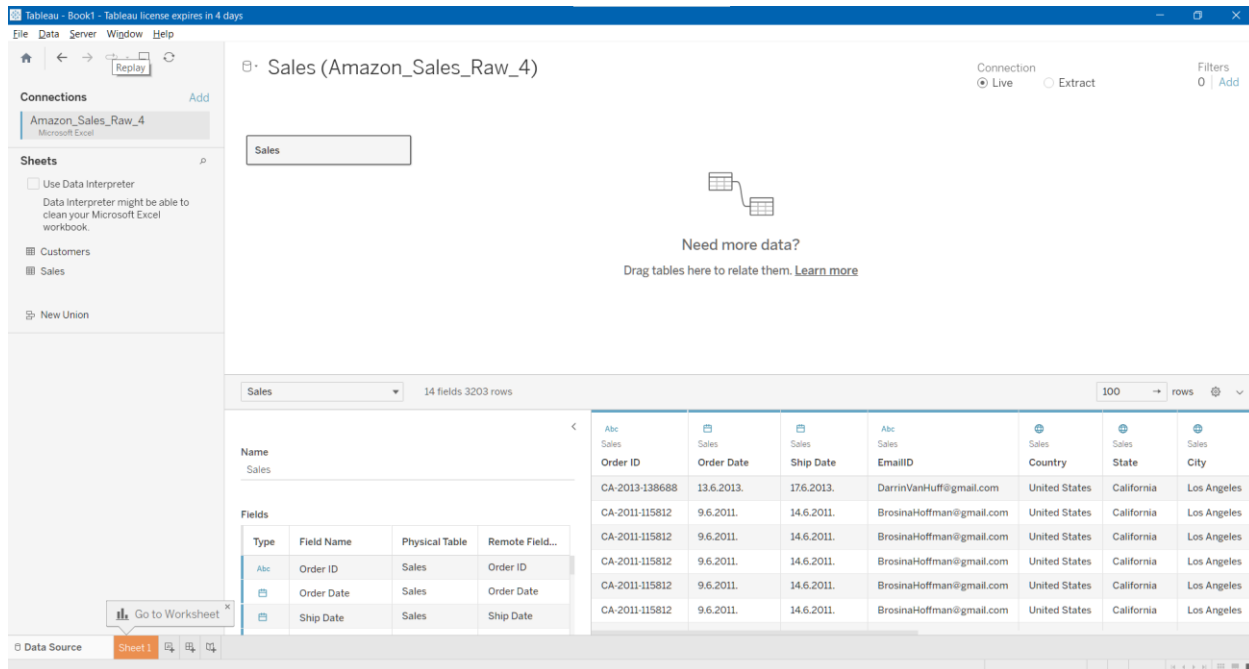 Tableau - Book1 - Tableau license expires in 4 days
File Data Server Window Help
Replay
Connections Add
Amazon_Sales_Raw_4
Microsoft Excel
Sheets
Use Data Interpreter
Data Interpreter might be able to
clean your Microsoft Excel
workbook.
Customers
Sales
New Union
Sales (Amazon_Sales_Raw_4)
Connection
Live Extract
Filters
0 Add
Sales
Need more data?
Drag tables here to relate them. Learn more
Sales 14 fields 3203 rows 100 rows
Name
Sales
Fields
Type Field Name Physical Table Remote Field...
Abc Order ID Sales Order ID
Order Date Sales Order Date
Ship Date Sales Ship Date
Abc Abc
Sales Sales Sales Sales Sales Sales Sales
Order ID Order Date Ship Date EmailID Country State City
CA-2013-138688 13.6.2013. 17.6.2013. DarrinVanHuff@gmail.com United States California Los Angeles
CA-2011-115812 9.6.2011. 14.6.2011. BrosinaHoffman@gmail.com United States California Los Angeles
CA-2011-115812 9.6.2011. 14.6.2011. BrosinaHoffman@gmail.com United States California Los Angeles
CA-2011-115812 9.6.2011. 14.6.2011. BrosinaHoffman@gmail.com United States California Los Angeles
CA-2011-115812 9.6.2011. 14.6.2011. BrosinaHoffman@gmail.com United States California Los Angeles
CA-2011-115812 9.6.2011. 14.6.2011. BrosinaHoffman@gmail.com United States California Los Angeles
Go to Worksheet
Data Source Sheet 1